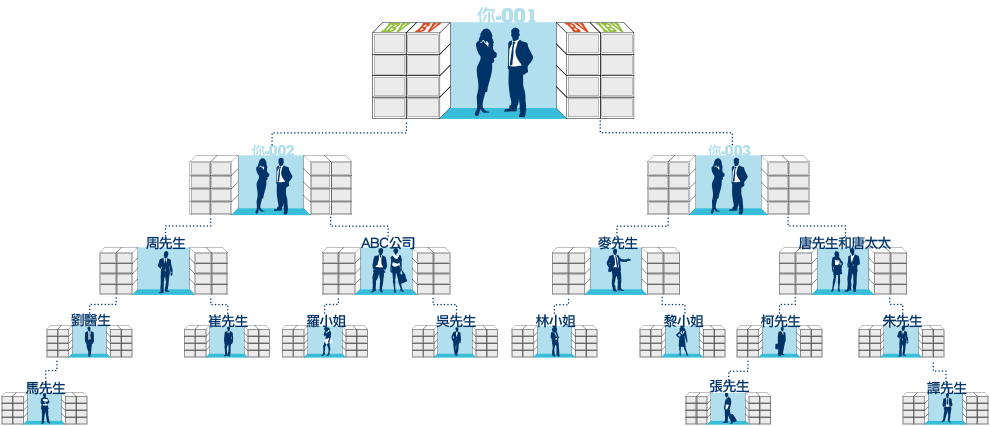 你-001
IBV BV BV IBV
你-002 你-003
周先生 ABC公司 麥先生 唐先生和唐太太
劉醫生 崔先生 羅小姐 吳先生 林小姐 黎小姐 柯先生 朱先生
馬先生 張先生 譚先生